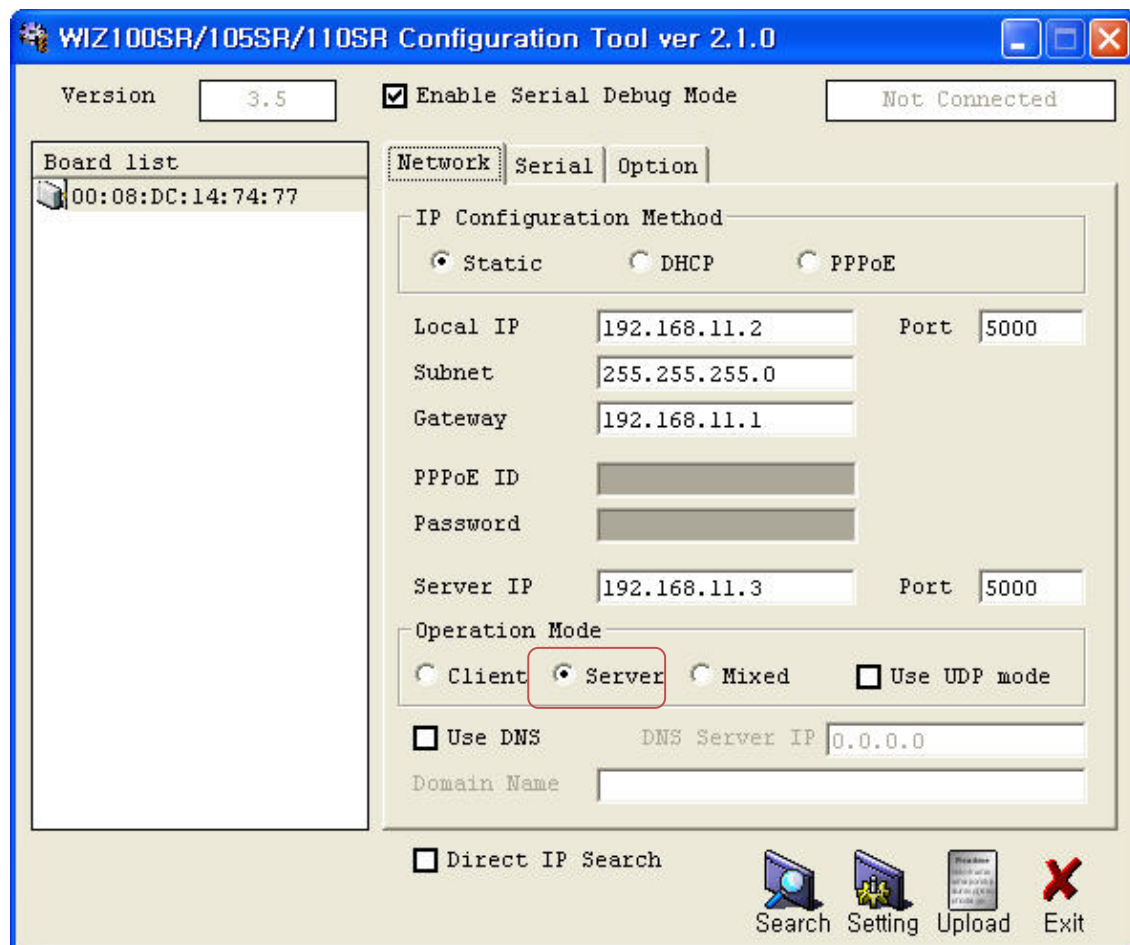 WIZ100SR/105SR/110SR Configuration Tool ver 2.1.0
Version 3.5 Enable Serial Debug Mode Not Connected
Board list
00:08:DC:14:74:77
Network Serial Option
IP Configuration Method
Static DHCP PPPoE
Local IP 192.168.11.2 Port 5000
Subnet 255.255.255.0
Gateway 192.168.11.1
PPPoE ID
Password
Server IP 192.168.11.3 Port 5000
Operation Mode
Client Server Mixed Use UDP mode
Use DNS DNS Server IP 0.0.0.0
Domain Name
Direct IP Search
Search Setting Upload Exit